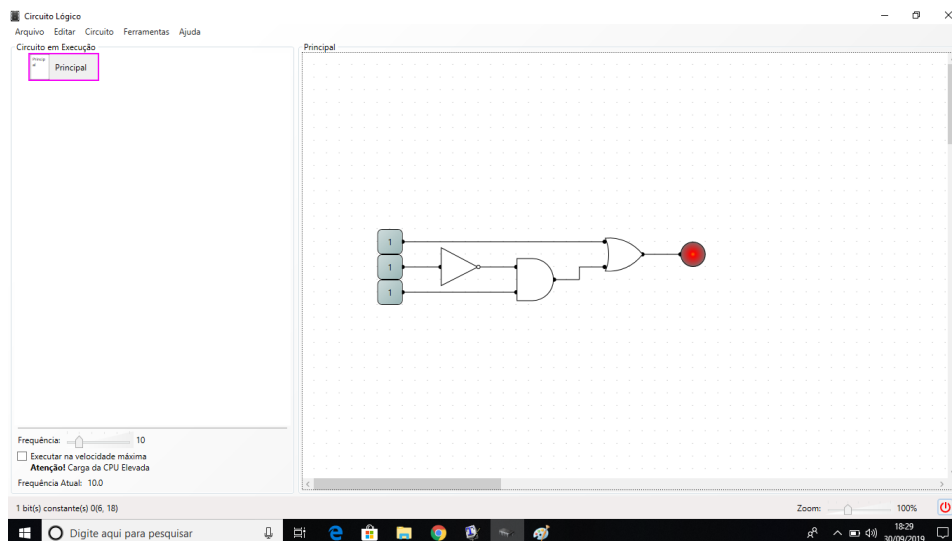 Circuito Lógico
Arquivo Editar Circuito Ferramentas Ajuda
Circuito em Execução
Princip
al
Principal
Principal
1
1
1
Frequência: 10
Executar na velocidade máxima
Atenção! Carga da CPU Elevada
Frequência Atual: 10.0
1 bit(s) constante(s) 0(6, 18)
Zoom: 100%
Digite aqui para pesquisar
18:29
30/09/2019